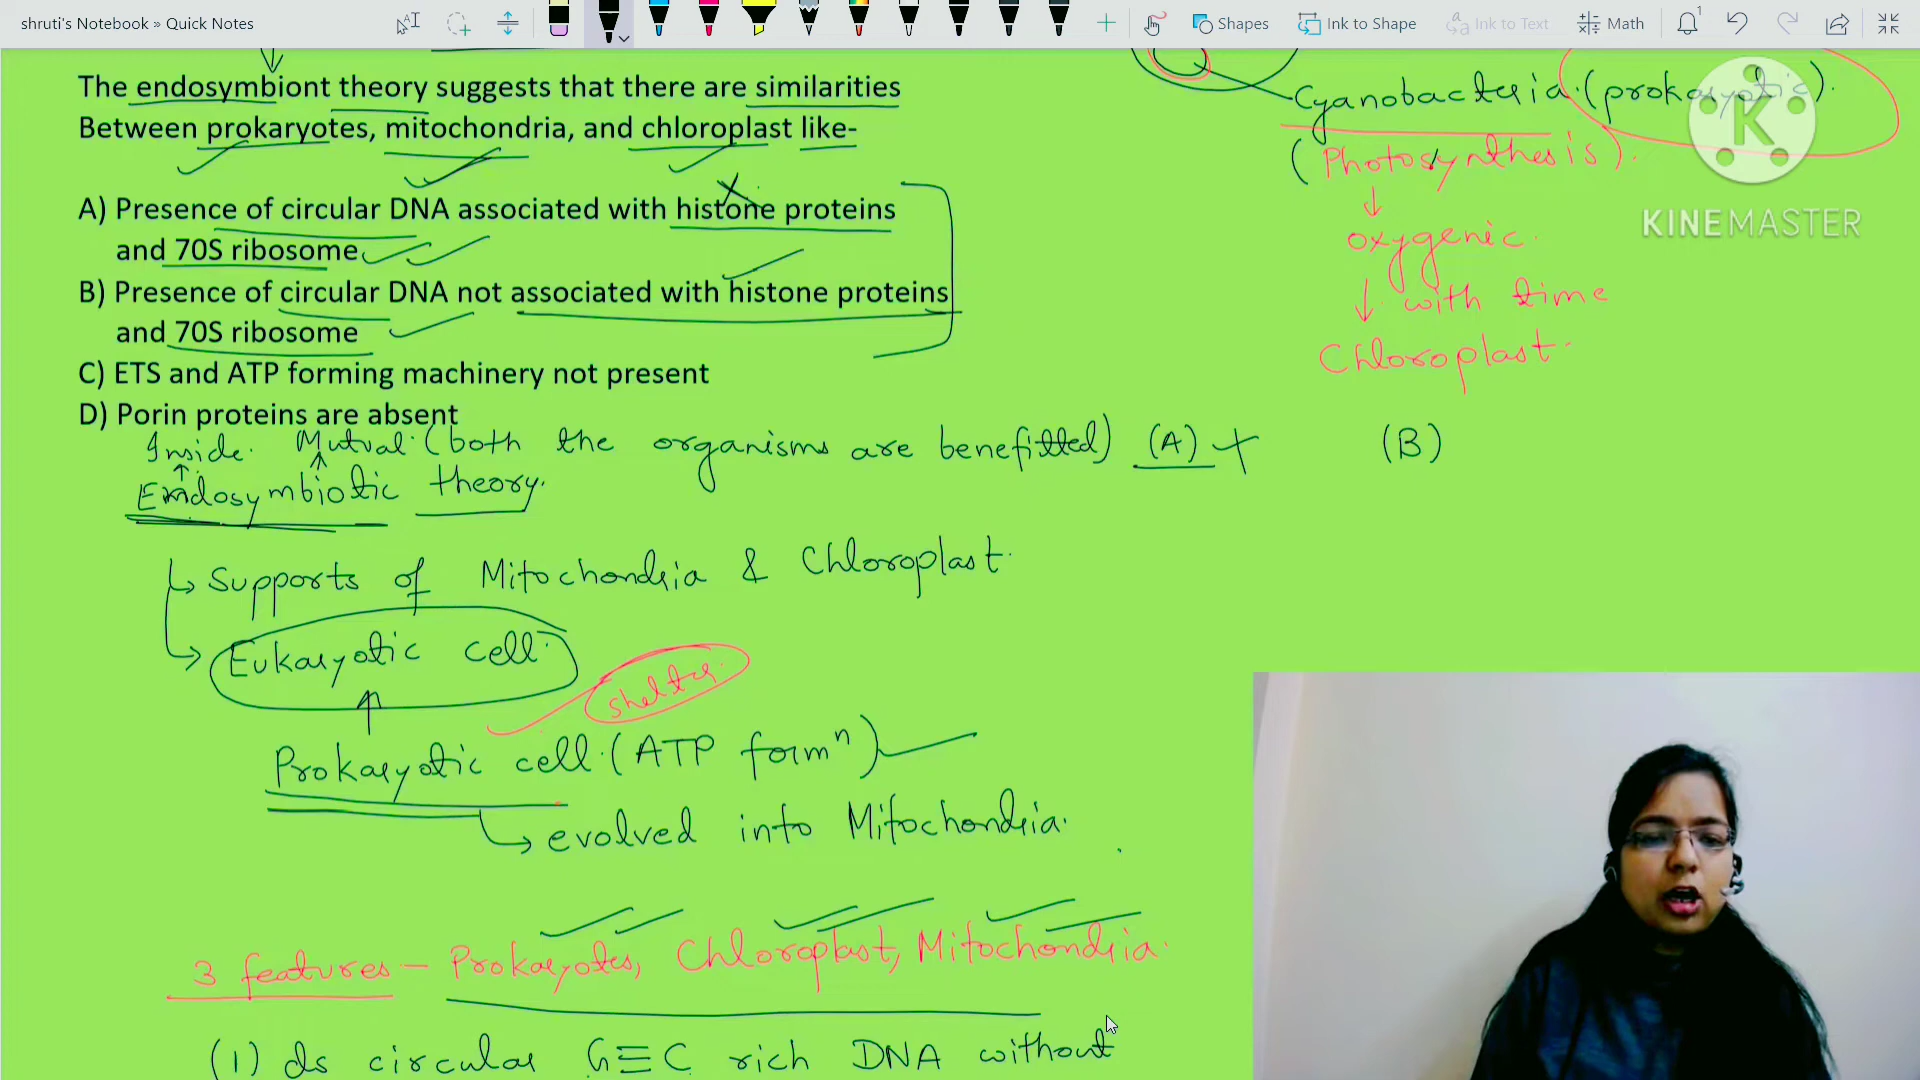 shruti's Notebook » Quick Notes
Shapes
Ink to Shape
Ink to Text
Math
1
The endosymbiont theory suggests that there are similarities
Between prokaryotes, mitochondria, and chloroplast like-
A) Presence of circular DNA associated with histone proteins
and 70S ribosome
B) Presence of circular DNA not associated with histone proteins
and 70S ribosome
C) ETS and ATP forming machinery not present
D) Porin proteins are absent
Cyanobacteria (prokaryotic).
(Photosynthesis).
oxygenic.
with time
Chloroplast.
K
KINEMASTER
Inside. Mutual. (both the organisms are benefitted) (A) (B)
Endosymbiotic theory.
Supports of Mitochondria & Chloroplast.
Eukaryotic cell.
shelter.
Prokaryotic cell. (ATP formⁿ)
evolved into Mitochondria.
3 features - Prokaryotes, Chloroplast, Mitochondria.
(1) ds circular G≡C rich DNA without